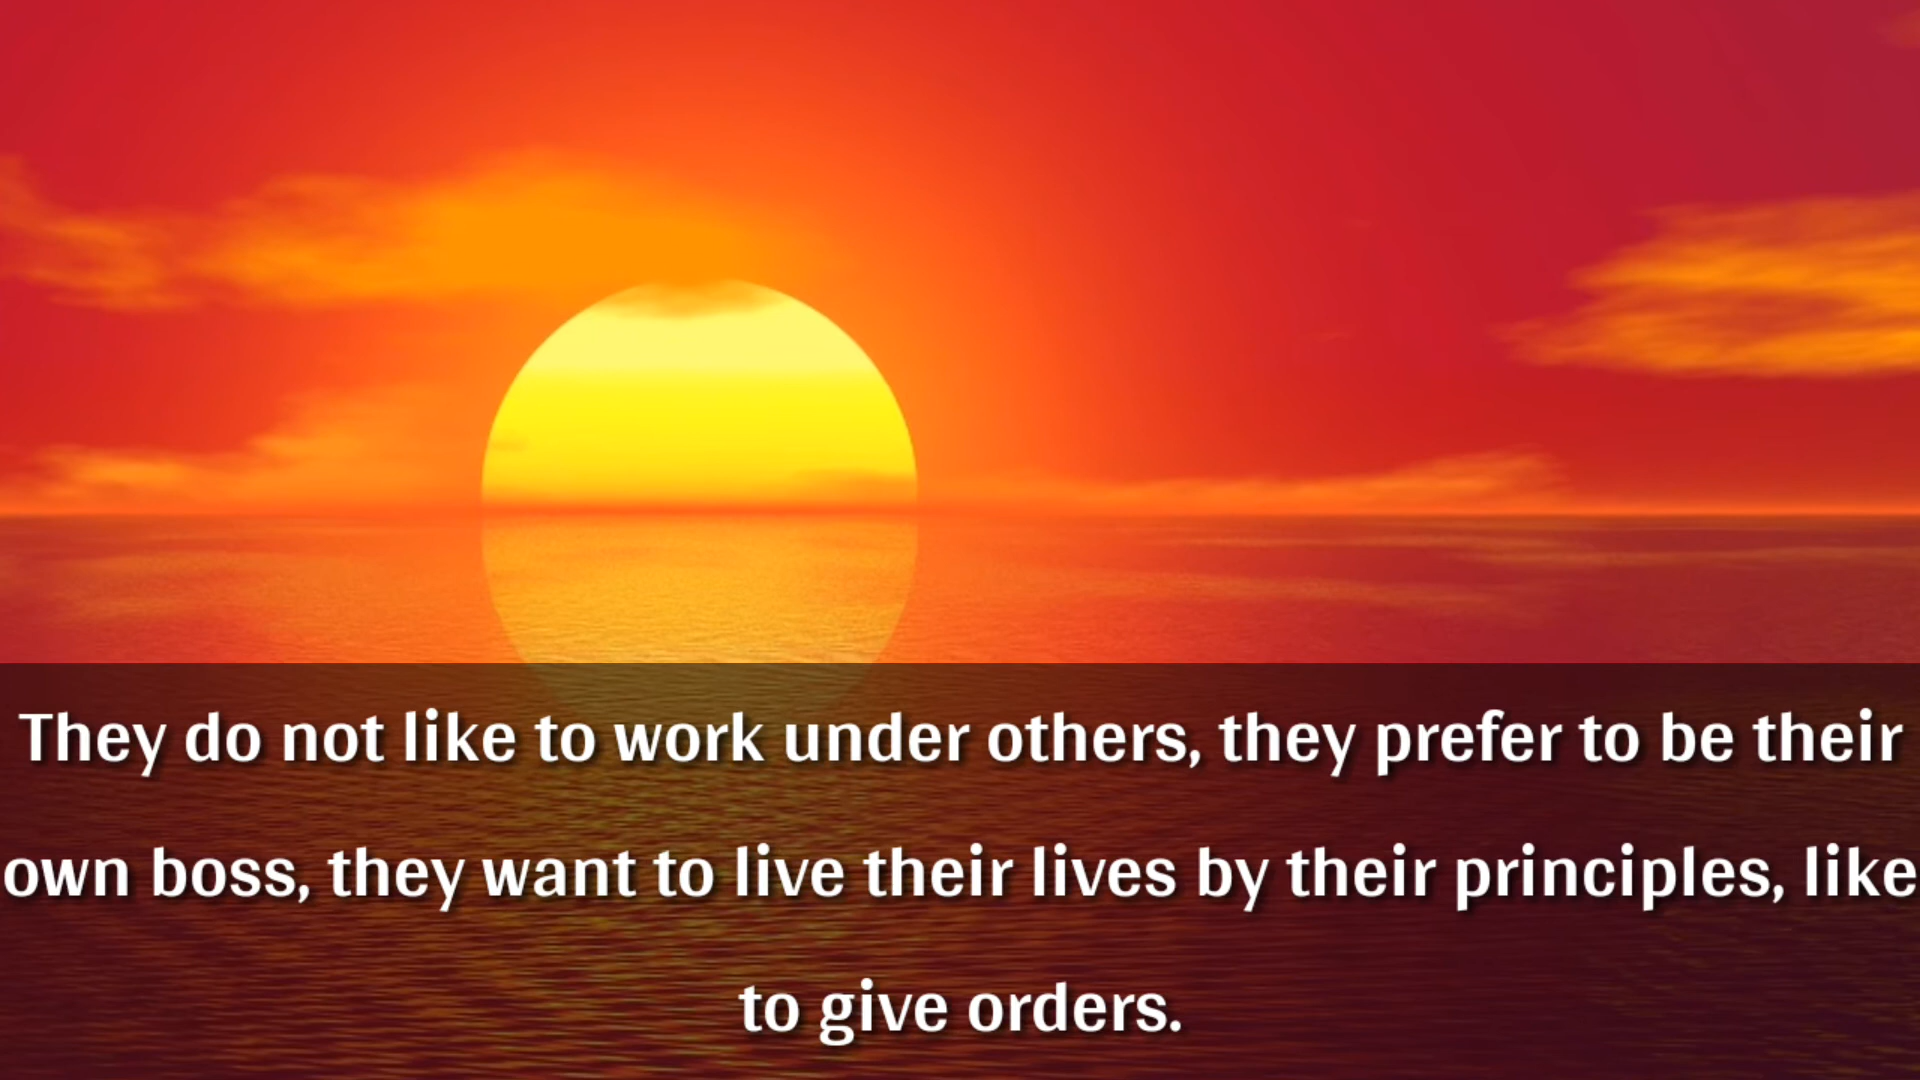 They do not like to work under others, they prefer to be their
own boss, they want to live their lives by their principles, like
to give orders.